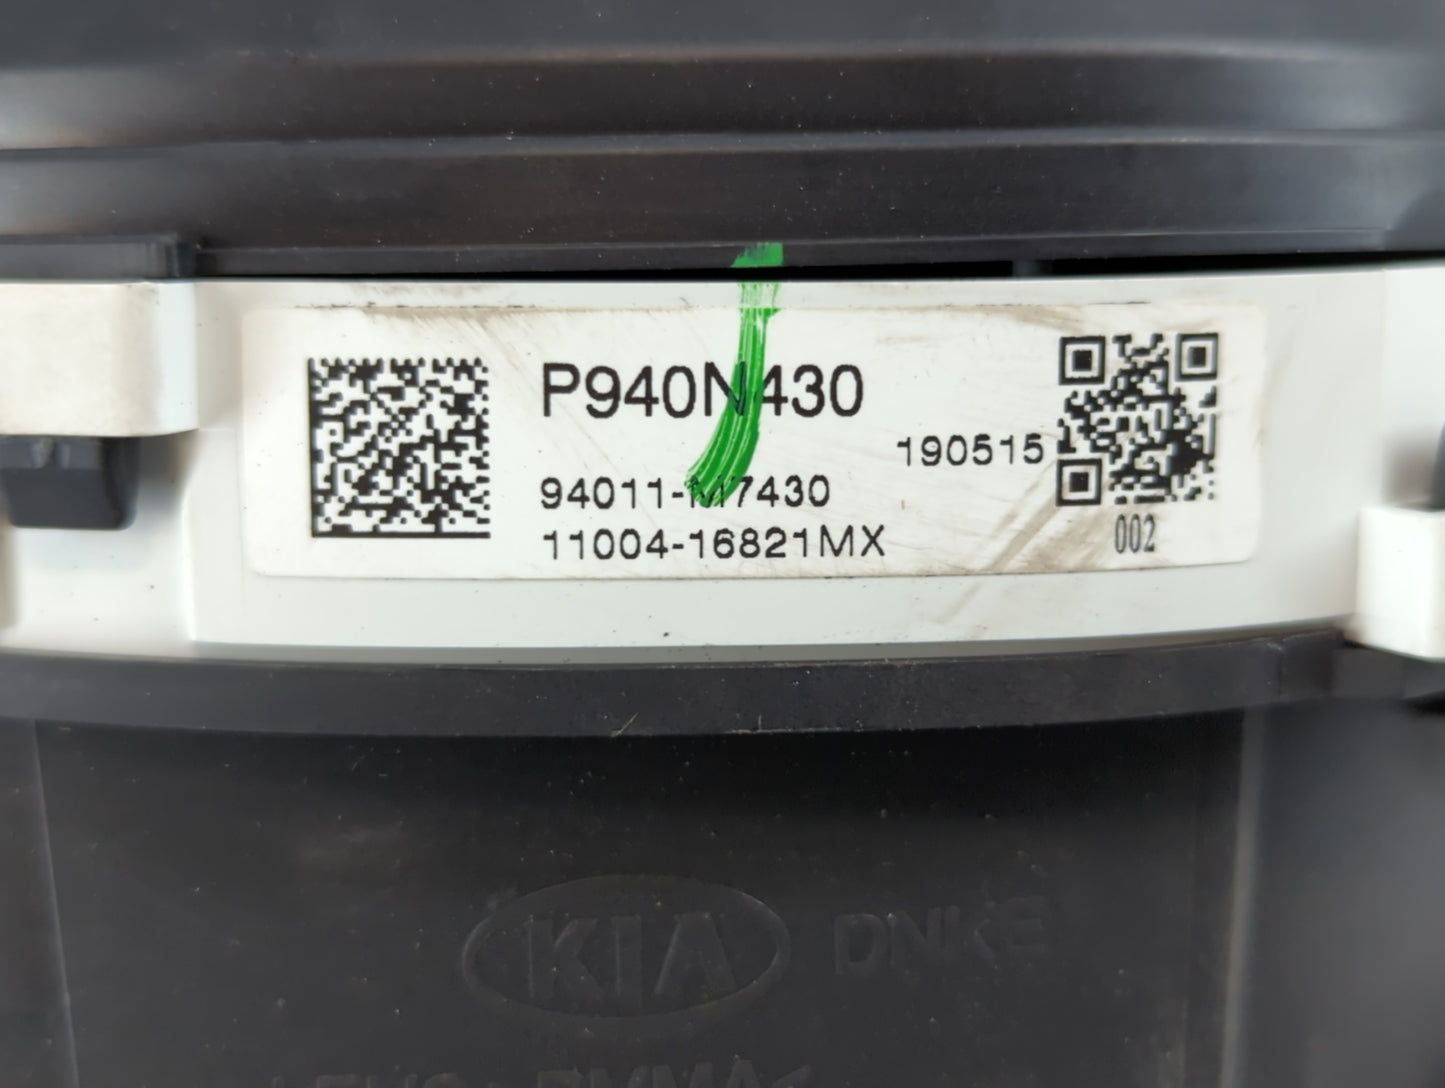 P940N430
190515
94011-M7430
11004-16821MX
002
KIA DNKE